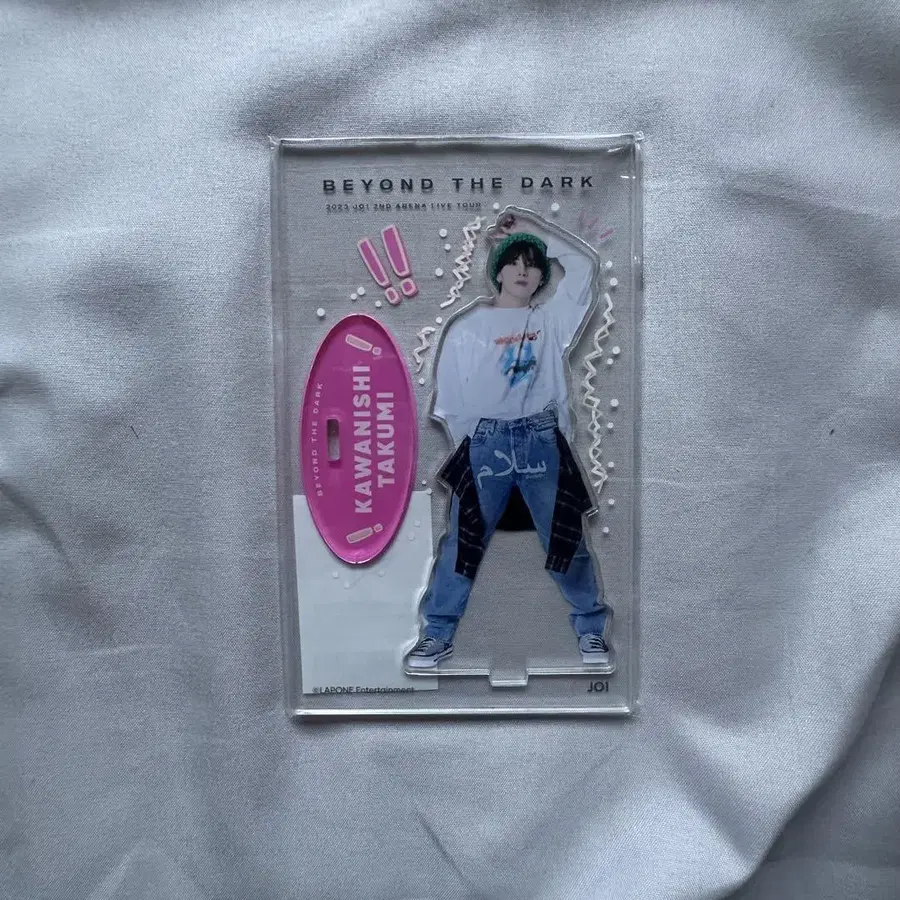 BEYOND THE DARK
2023 JO1 2ND ARENA LIVE TOUR
BEYOND THE DARK
KAWANISHI
TAKUMI
سلام
©LAPONE Entertainment
JO1